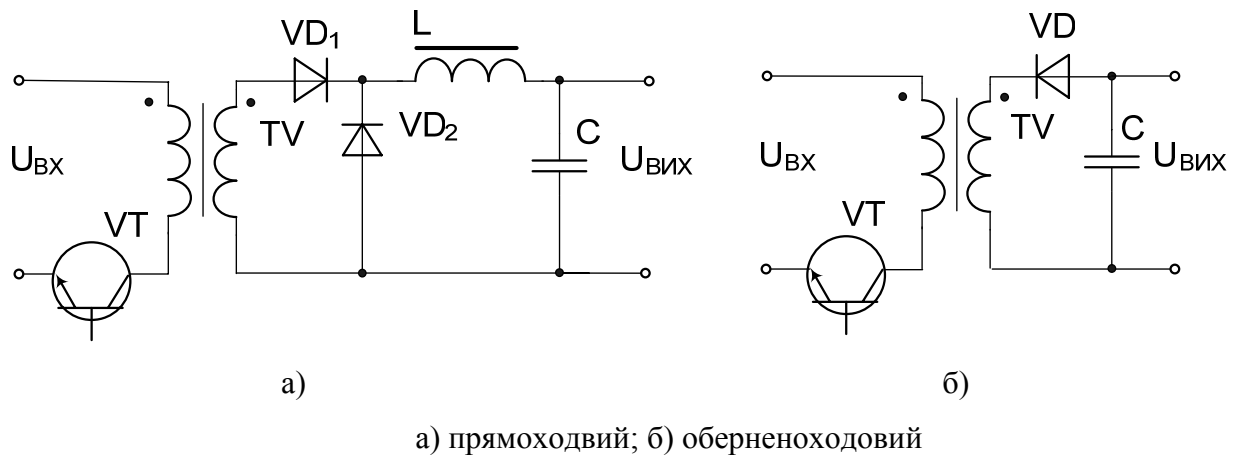 L
VD₁
VD
TV
VD₂
C
TV
C
Uвх
Uвих
Uвх
Uвих
VT
VT
а)
б)
а) прямоходвий; б) оберненоходовий